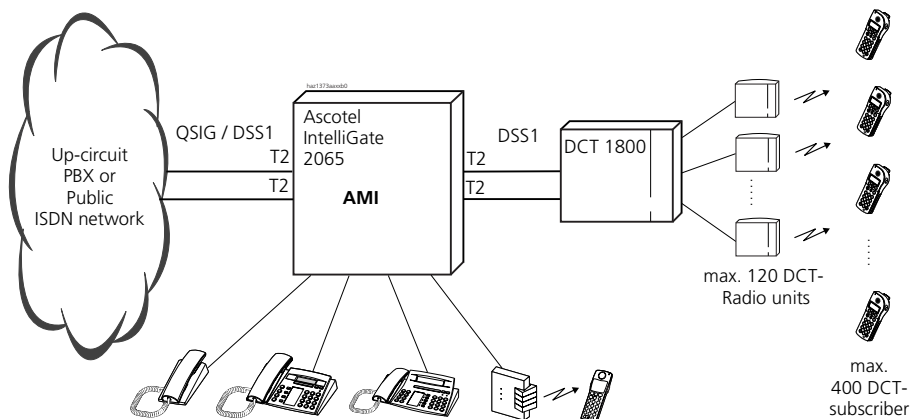 haz1373aaxxb0
QSIG / DSS1
Ascotel
IntelliGate
2065
AMI
T2
T2
Up-circuit
PBX or
Public
ISDN network
DSS1
T2
T2
DCT 1800
max. 120 DCT-
Radio units
max.
400 DCT-
subscriber